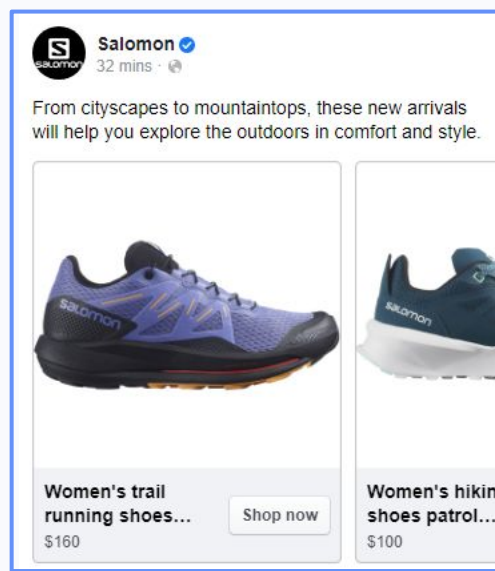 S
SALOMON
Salomon
32 mins ·
From cityscapes to mountaintops, these new arrivals
will help you explore the outdoors in comfort and style.
salomon
salomon
Women's trail
running shoes...
Shop now
$160
Women's hikin
shoes patrol...
$100